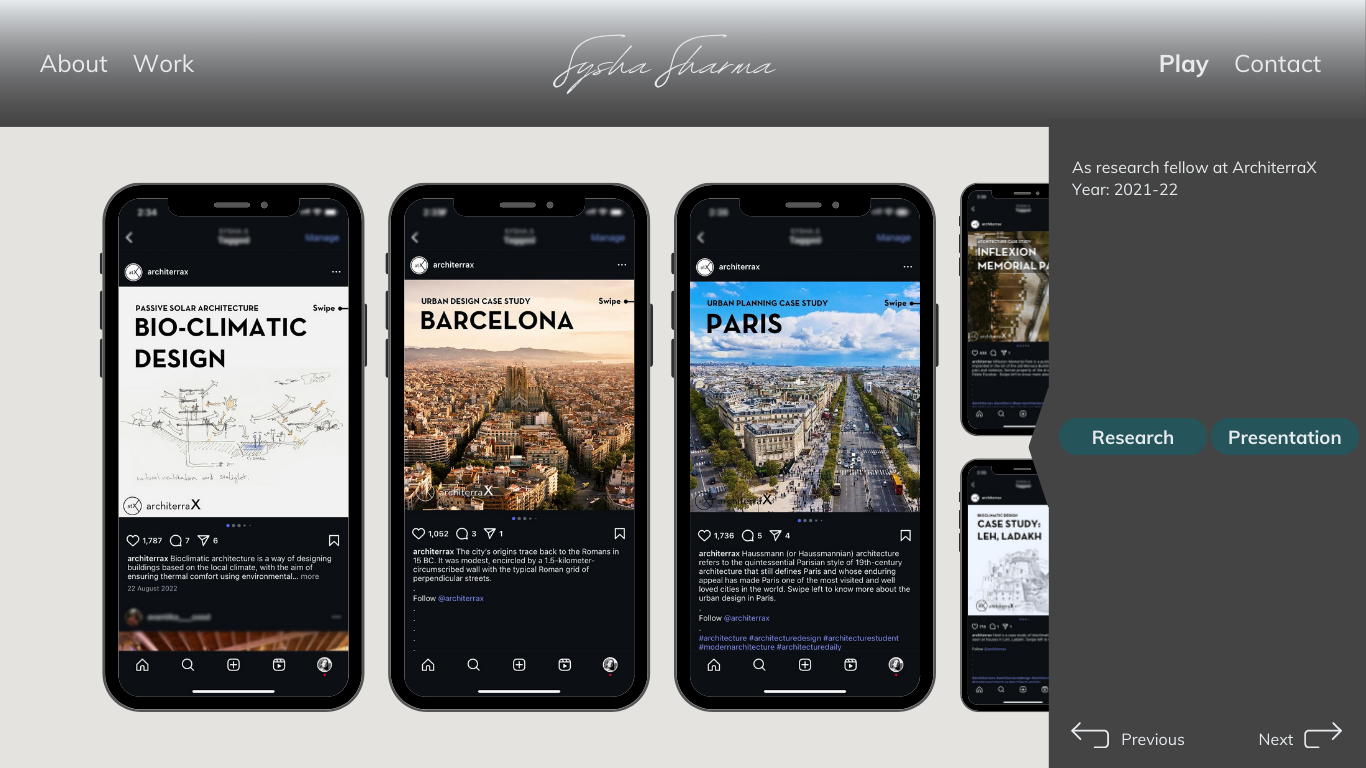 About
Work
Sysha Sharma
Play
Contact
2:34
Tagged
Manage
architerrax
PASSIVE SOLAR ARCHITECTURE
Swipe
BIO-CLIMATIC
DESIGN
architerraX
1,787 7 6
architerrax Bioclimatic architecture is a way of designing
buildings based on the local climate, with the aim of
ensuring thermal comfort using environmental... more
22 August 2022
Tagged
Manage
architerrax
URBAN DESIGN CASE STUDY
Swipe
BARCELONA
architerraX
1,052 3 1
architerrax The city's origins trace back to the Romans in
15 BC. It was modest, encircled by a 1.5-kilometer-
circumscribed wall with the typical Roman grid of
perpendicular streets.
.
Follow @architerrax
.
.
.
.
Tagged
Manage
architerrax
URBAN PLANNING CASE STUDY
Swipe
PARIS
architerraX
1,736 5 4
architerrax Haussmann (or Haussmannian) architecture
refers to the quintessential Parisian style of 19th-century
architecture that still defines Paris and whose enduring
appeal has made Paris one of the most visited and well
loved cities in the world. Swipe left to know more about the
urban design in Paris.
.
Follow @architerrax
.
#architecture #architecturedesign #architecturestudent
#modernarchitecture #architecturedaily
architerrax
ARCHITECTURE CASE STUDY
INFLEXION
MEMORIAL PA
architerrax
BIOCLIMATIC DESIGN
CASE STUDY:
LEH, LADAKH
architerraX
Follow @architerrax
As research fellow at ArchiterraX
Year: 2021-22
Research
Presentation
Previous
Next